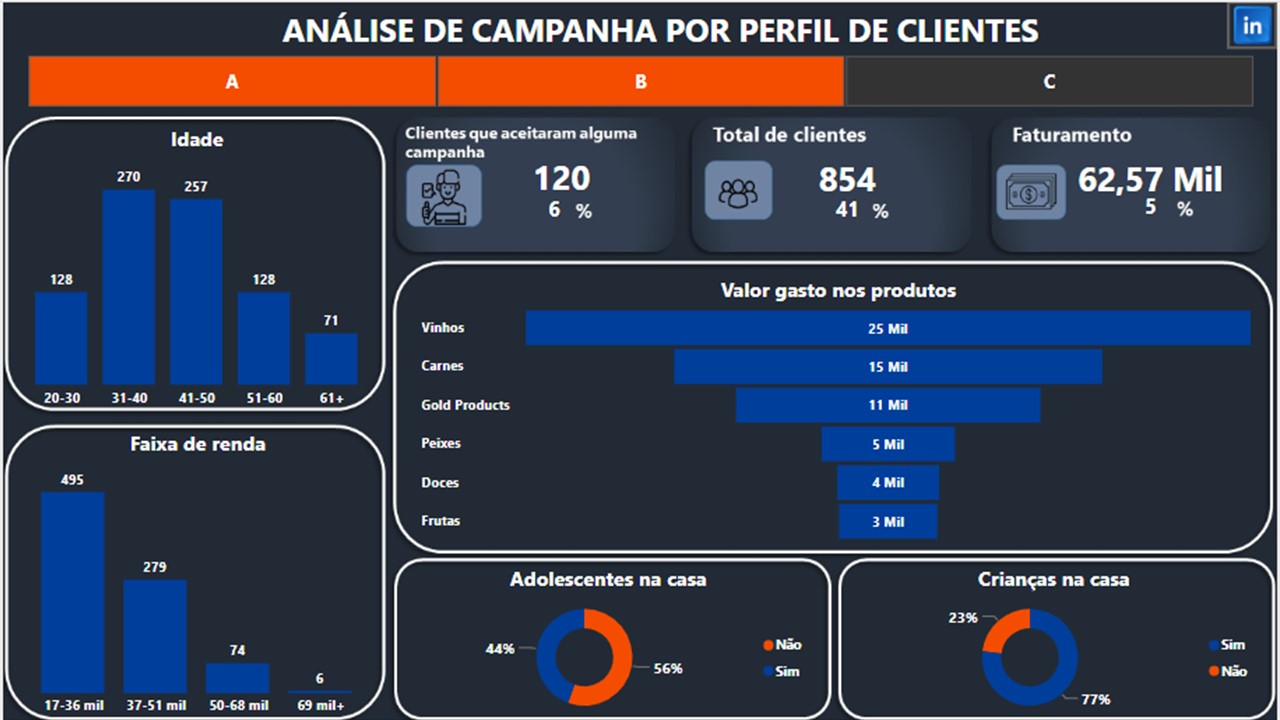 ANÁLISE DE CAMPANHA POR PERFIL DE CLIENTES
in
A
B
C
Idade
270
257
128
128
71
20-30
31-40
41-50
51-60
61+
Clientes que aceitaram alguma
campanha
120
6 %
Total de clientes
854
41 %
Faturamento
62,57 Mil
5 %
Valor gasto nos produtos
Vinhos
25 Mil
Carnes
15 Mil
Gold Products
11 Mil
Peixes
5 Mil
Doces
4 Mil
Frutas
3 Mil
Faixa de renda
495
279
74
6
17-36 mil
37-51 mil
50-68 mil
69 mil+
Adolescentes na casa
44%
56%
Não
Sim
Crianças na casa
23%
77%
Sim
Não